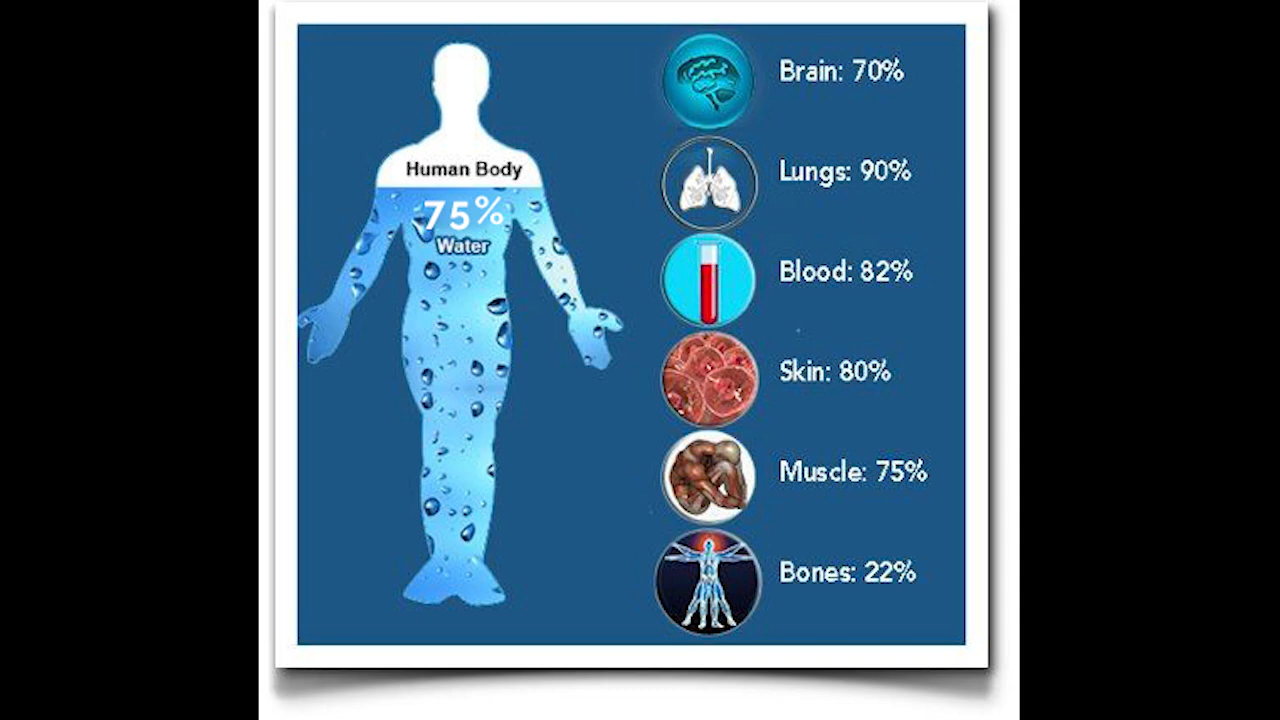 Human Body
75%
Water
Brain: 70%
Lungs: 90%
Blood: 82%
Skin: 80%
Muscle: 75%
Bones: 22%